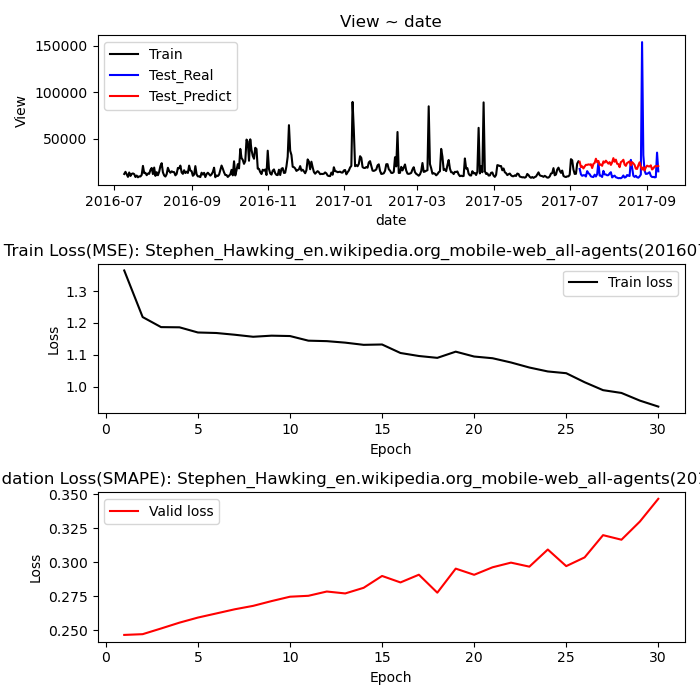 View ~ date
150000
100000
50000
View
Train
Test_Real
Test_Predict
2016-07 2016-09 2016-11 2017-01 2017-03 2017-05 2017-07 2017-09
date
Train Loss(MSE): Stephen_Hawking_en.wikipedia.org_mobile-web_all-agents(201607
1.3
1.2
1.1
1.0
Loss
Train loss
0 5 10 15 20 25 30
Epoch
dation Loss(SMAPE): Stephen_Hawking_en.wikipedia.org_mobile-web_all-agents(201
0.350
0.325
0.300
0.275
0.250
Loss
Valid loss
0 5 10 15 20 25 30
Epoch